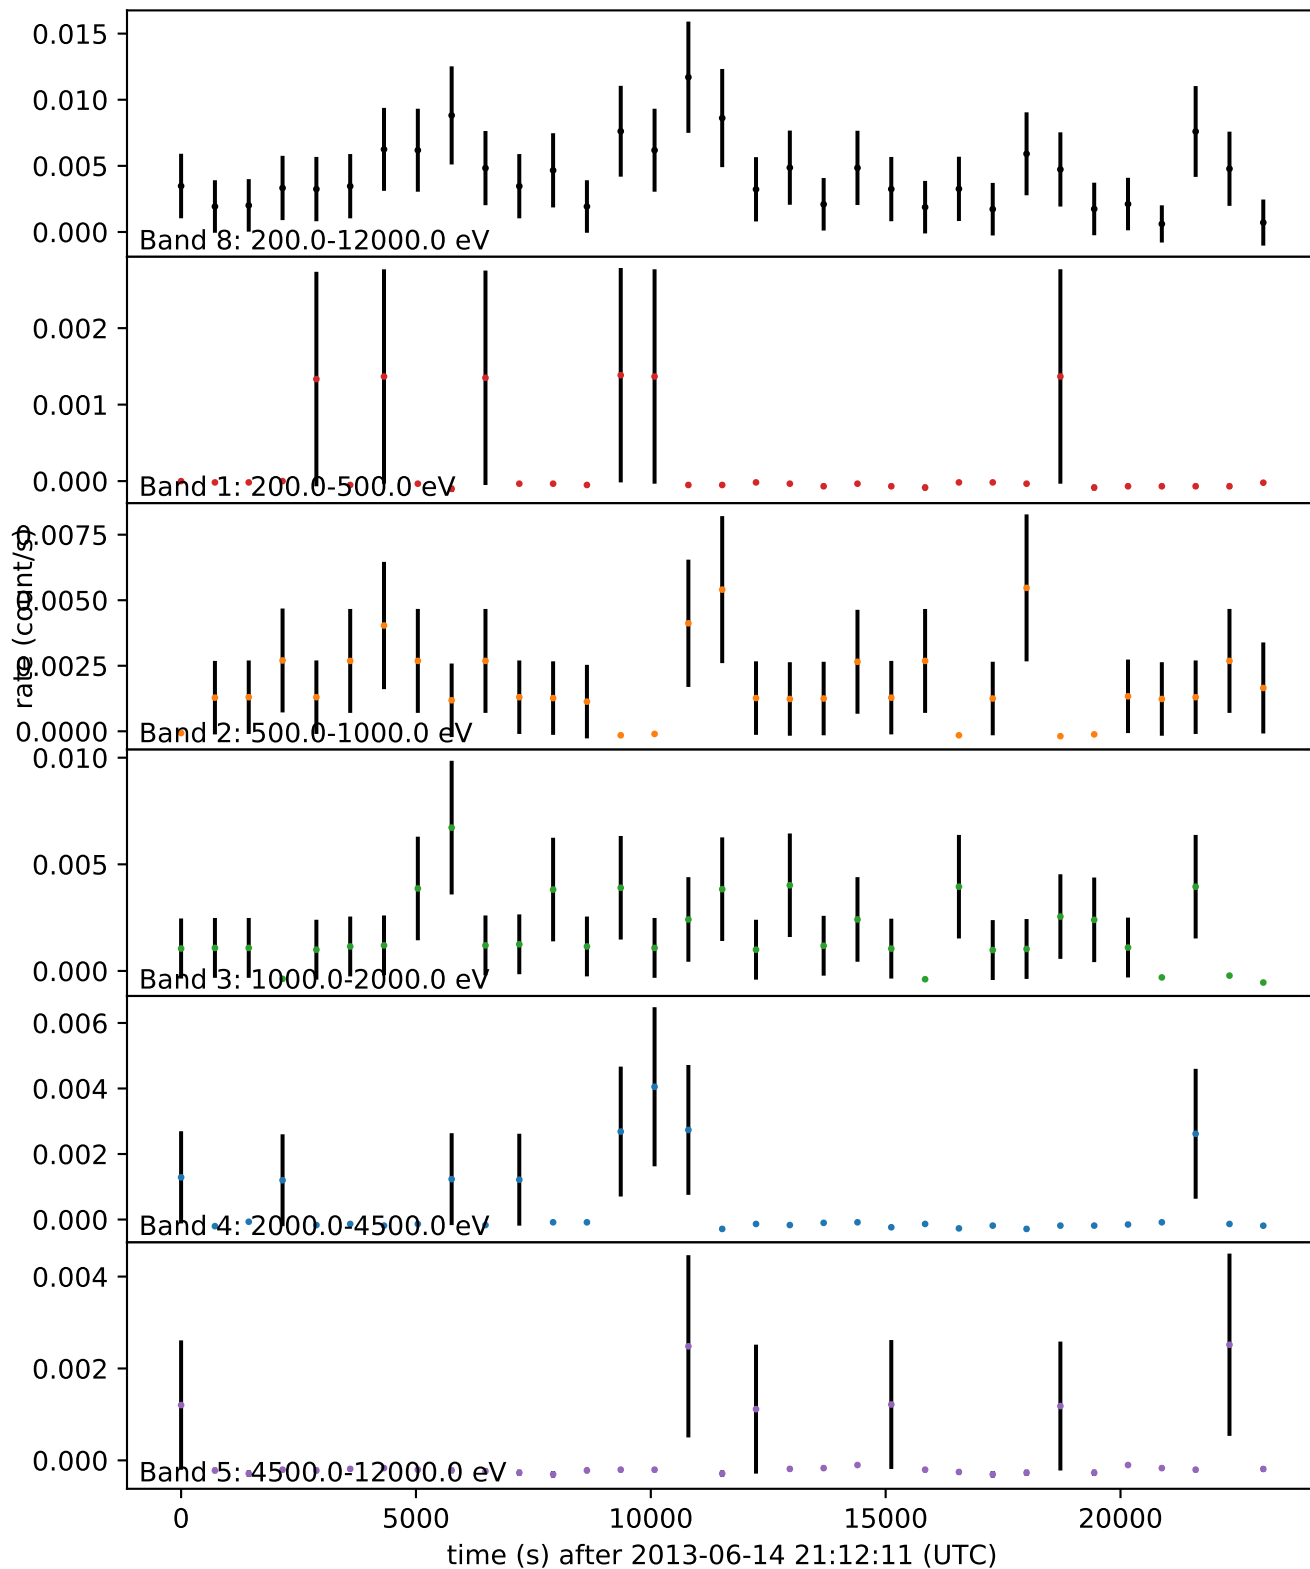 0.015
0.010
0.005
0.000
Band 8: 200.0-12000.0 eV
0.002
0.001
0.000
Band 1: 200.0-500.0 eV
rate (count/s)
0.0075
0.0050
0.0025
0.0000
Band 2: 500.0-1000.0 eV
0.010
0.005
0.000
Band 3: 1000.0-2000.0 eV
0.006
0.004
0.002
0.000
Band 4: 2000.0-4500.0 eV
0.004
0.002
0.000
Band 5: 4500.0-12000.0 eV
0 5000 10000 15000 20000
time (s) after 2013-06-14 21:12:11 (UTC)